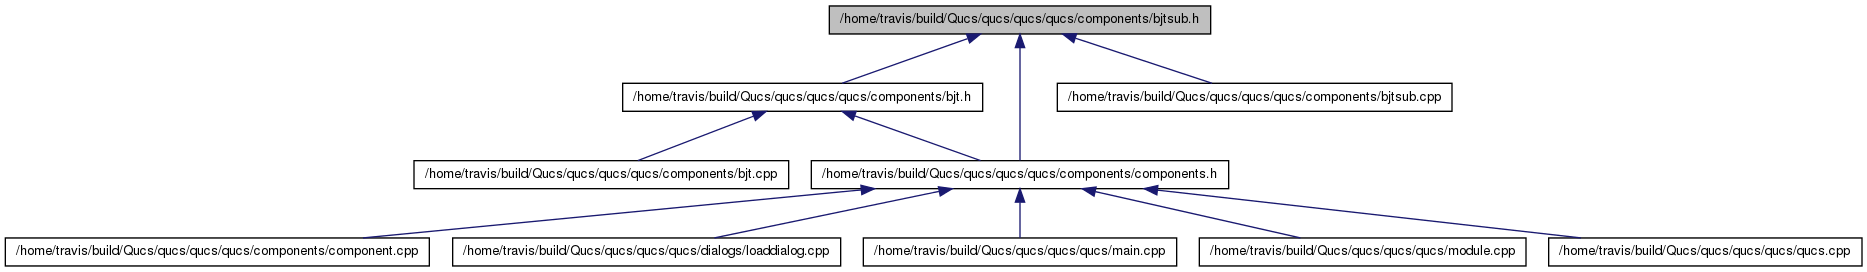 /home/travis/build/Qucs/qucs/qucs/qucs/components/bjtsub.h
/home/travis/build/Qucs/qucs/qucs/qucs/components/bjt.h
/home/travis/build/Qucs/qucs/qucs/qucs/components/bjtsub.cpp
/home/travis/build/Qucs/qucs/qucs/qucs/components/bjt.cpp
/home/travis/build/Qucs/qucs/qucs/qucs/components/components.h
/home/travis/build/Qucs/qucs/qucs/qucs/components/component.cpp
/home/travis/build/Qucs/qucs/qucs/qucs/dialogs/loaddialog.cpp
/home/travis/build/Qucs/qucs/qucs/qucs/main.cpp
/home/travis/build/Qucs/qucs/qucs/qucs/module.cpp
/home/travis/build/Qucs/qucs/qucs/qucs/qucs.cpp